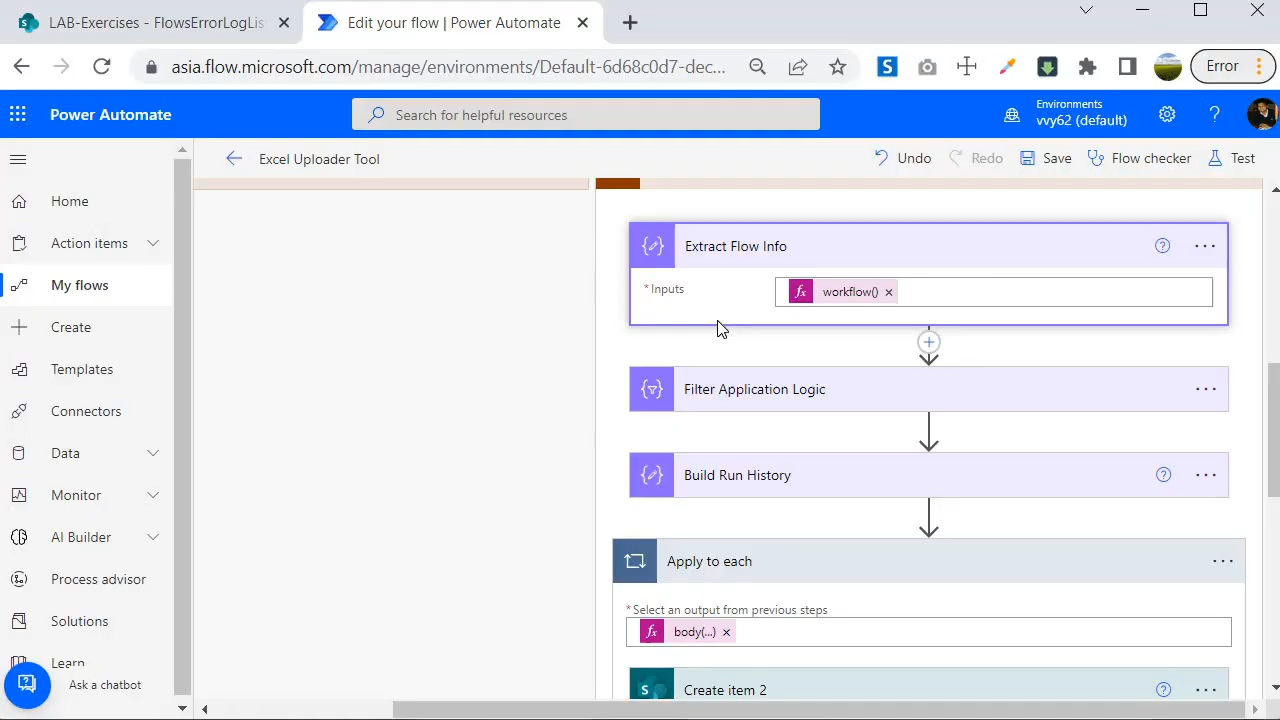 LAB-Exercises - FlowsErrorLogLis
Edit your flow | Power Automate
asia.flow.microsoft.com/manage/environments/Default-6d68c0d7-dec...
Error
Power Automate
Search for helpful resources
Environments
vvy62 (default)
Excel Uploader Tool
Undo
Redo
Save
Flow checker
Test
Home
Action items
My flows
Create
Templates
Connectors
Data
Monitor
AI Builder
Process advisor
Solutions
Learn
Ask a chatbot
Extract Flow Info
* Inputs
fx workflow()
Filter Application Logic
Build Run History
Apply to each
* Select an output from previous steps
fx body(...)
Create item 2